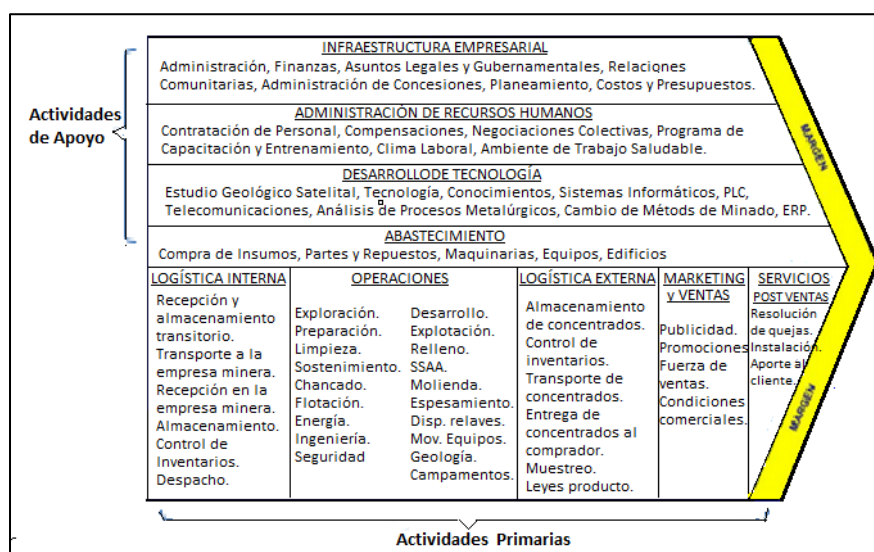 INFRAESTRUCTURA EMPRESARIAL
Administración, Finanzas, Asuntos Legales y Gubernamentales, Relaciones
Comunitarias, Administración de Concesiones, Planeamiento, Costos y Presupuestos.
Actividades
de Apoyo
ADMINISTRACIÓN DE RECURSOS HUMANOS
Contratación de Personal, Compensaciones, Negociaciones Colectivas, Programa de
Capacitación y Entrenamiento, Clima Laboral, Ambiente de Trabajo Saludable.
DESARROLLODE TECNOLOGÍA
Estudio Geológico Satelital, Tecnología, Conocimientos, Sistemas Informáticos, PLC,
Telecomunicaciones, Análisis de Procesos Metalúrgicos, Cambio de Métods de Minado, ERP.
ABASTECIMIENTO
Compra de Insumos, Partes y Repuestos, Maquinarias, Equipos, Edificios
MARGEN
LOGÍSTICA INTERNA
Recepción y
almacenamiento
transitorio.
Transporte a la
empresa minera.
Recepción en la
empresa minera.
Almacenamiento.
Control de
Inventarios.
Despacho.
OPERACIONES
Exploración.
Preparación.
Limpieza.
Sostenimiento.
Chancado.
Flotación.
Energía.
Ingeniería.
Seguridad
Desarrollo.
Explotación.
Relleno.
SSAA.
Molienda.
Espesamiento.
Disp. relaves.
Mov. Equipos.
Geología.
Campamentos.
LOGÍSTICA EXTERNA
Almacenamiento
de concentrados.
Control de
inventarios.
Transporte de
concentrados.
Entrega de
concentrados al
comprador.
Muestreo.
Leyes producto.
MARKETING
y VENTAS
Publicidad.
Promociones
Fuerza de
ventas.
Condiciones
comerciales.
SERVICIOS
POST VENTAS
Resolución
de quejas.
Instalación.
Aporte al
cliente.
MARGEN
Actividades Primarias